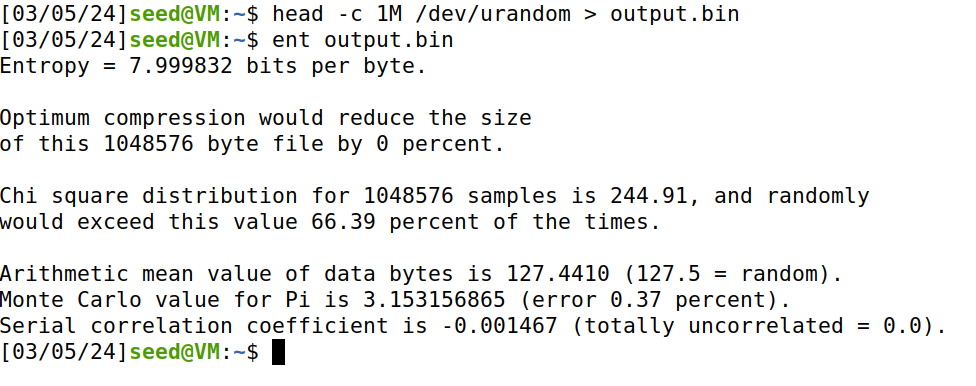 [03/05/24]seed@VM:~$ head -c 1M /dev/urandom > output.bin
[03/05/24]seed@VM:~$ ent output.bin
Entropy = 7.999832 bits per byte.
Optimum compression would reduce the size
of this 1048576 byte file by 0 percent.
Chi square distribution for 1048576 samples is 244.91, and randomly
would exceed this value 66.39 percent of the times.
Arithmetic mean value of data bytes is 127.4410 (127.5 = random).
Monte Carlo value for Pi is 3.153156865 (error 0.37 percent).
Serial correlation coefficient is -0.001467 (totally uncorrelated = 0.0).
[03/05/24]seed@VM:~$